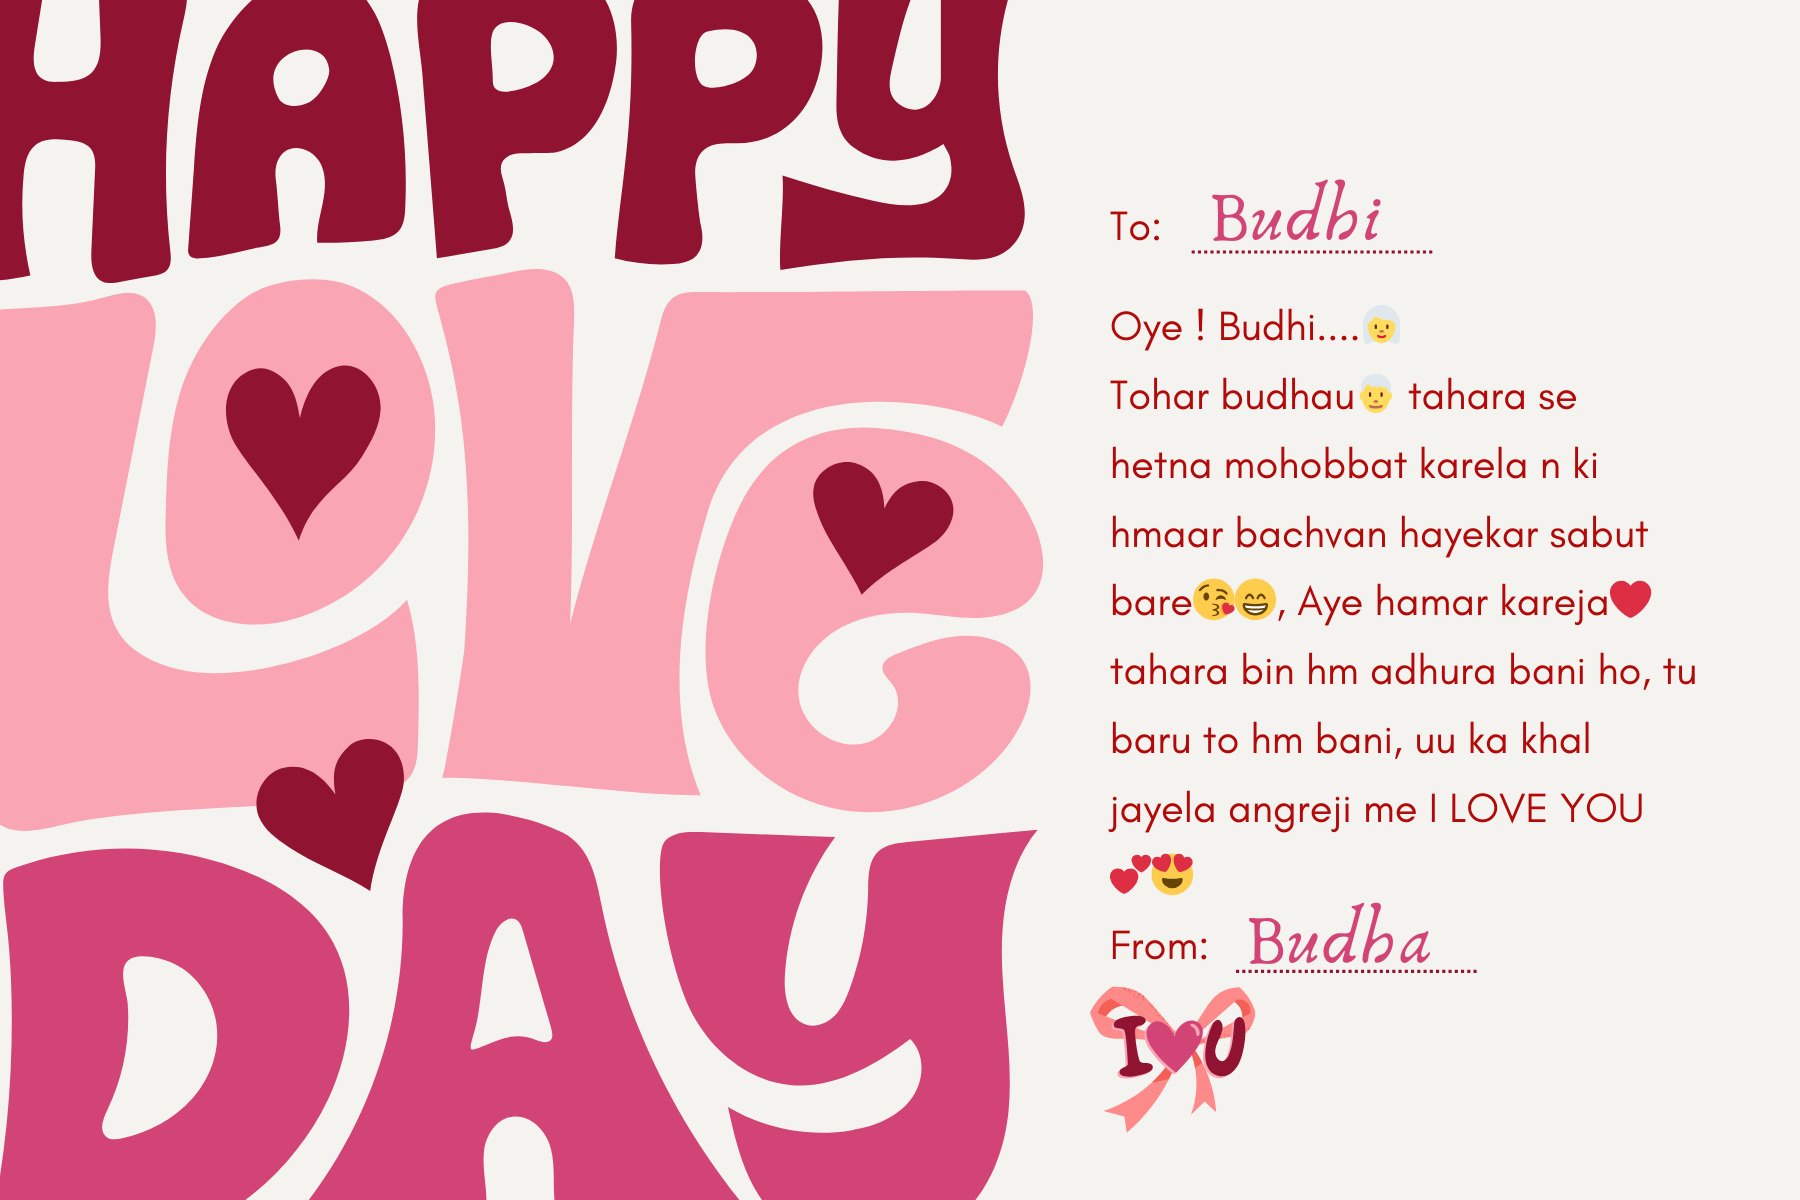 HAPPY
LOVE
DAY
To: Budhi
Oye ! Budhi....👵
Tohar budhau👴 tahara se
hetna mohobbat karela n ki
hmaar bachvan hayekar sabut
bare😘😁, Aye hamar kareja❤️
tahara bin hm adhura bani ho, tu
baru to hm bani, uu ka khal
jayela angreji me I LOVE YOU
💕😍
From: Budha
I 🩷 U